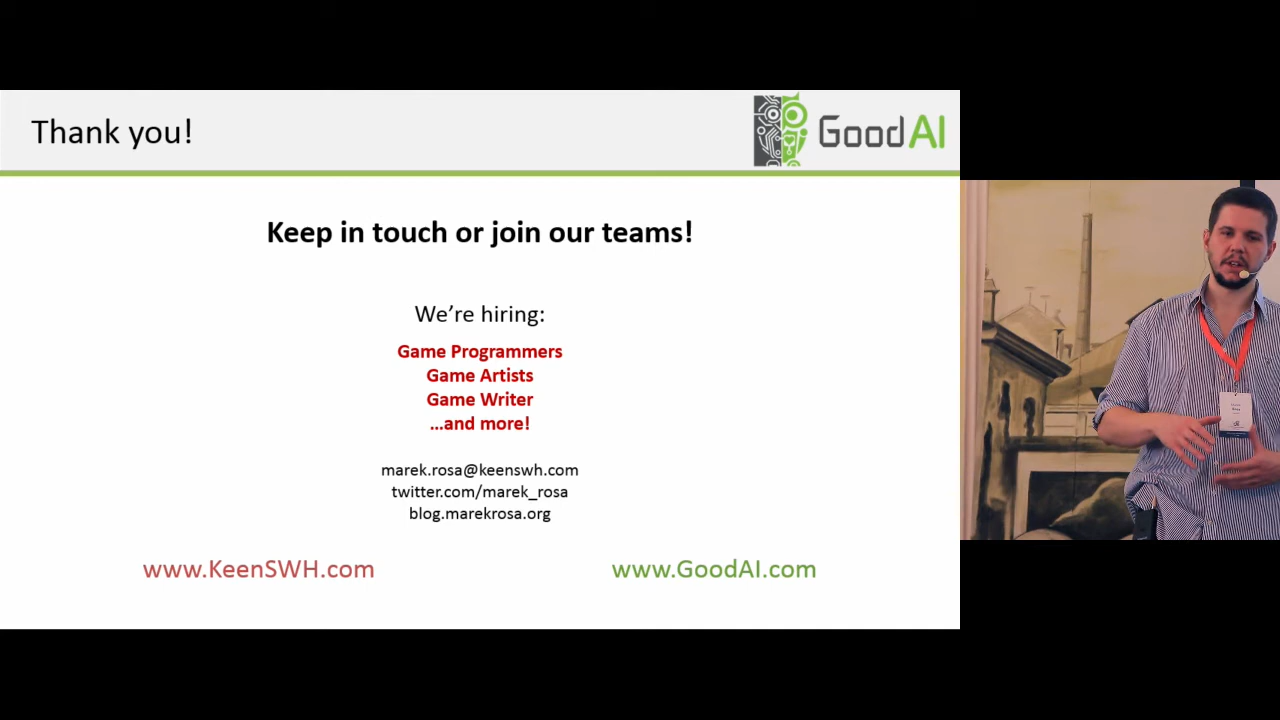 Thank you!
GoodAI
Keep in touch or join our teams!
We're hiring:
Game Programmers
Game Artists
Game Writer
...and more!
marek.rosa@keenswh.com
twitter.com/marek_rosa
blog.marekrosa.org
www.KeenSWH.com
www.GoodAI.com